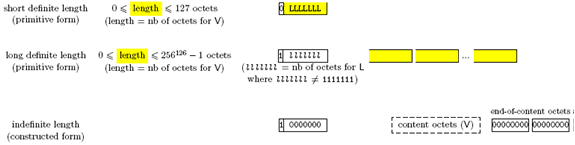 short definite length 0 ⩽ length ⩽ 127 octets 0 LLLLLLL
(primitive form) (length = nb of octets for V)
long definite length 0 ⩽ length ⩽ 256¹²⁶ − 1 octets 1 lllllll ...
(primitive form) (length = nb of octets for V) (lllllll = nb of octets for L
where lllllll ≠ 1111111)
end-of-content octets
indefinite length 1 0000000 content octets (V) 00000000 00000000
(constructed form)